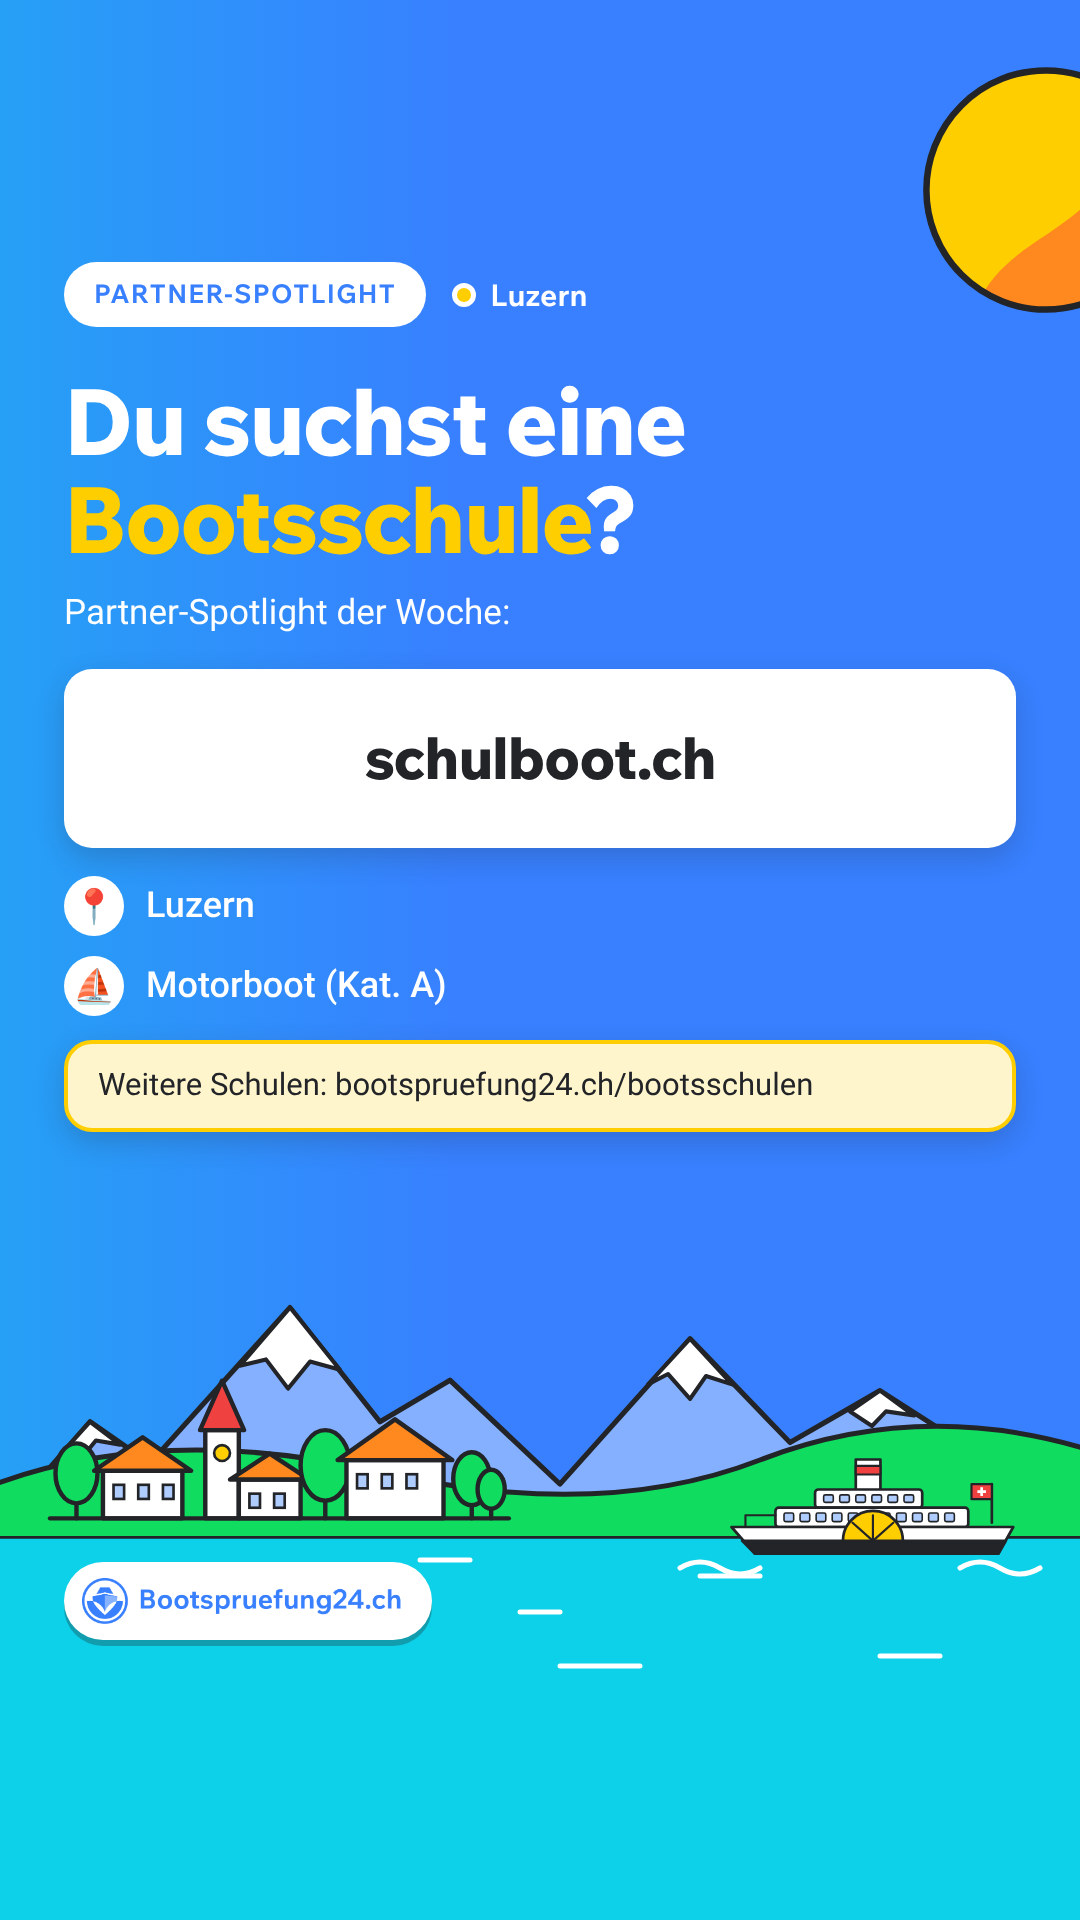 PARTNER-SPOTLIGHT
Luzern
Du suchst eine
Bootsschule?
Partner-Spotlight der Woche:
schulboot.ch
Luzern
Motorboot (Kat. A)
Weitere Schulen: bootspruefung24.ch/bootsschulen
Bootspruefung24.ch